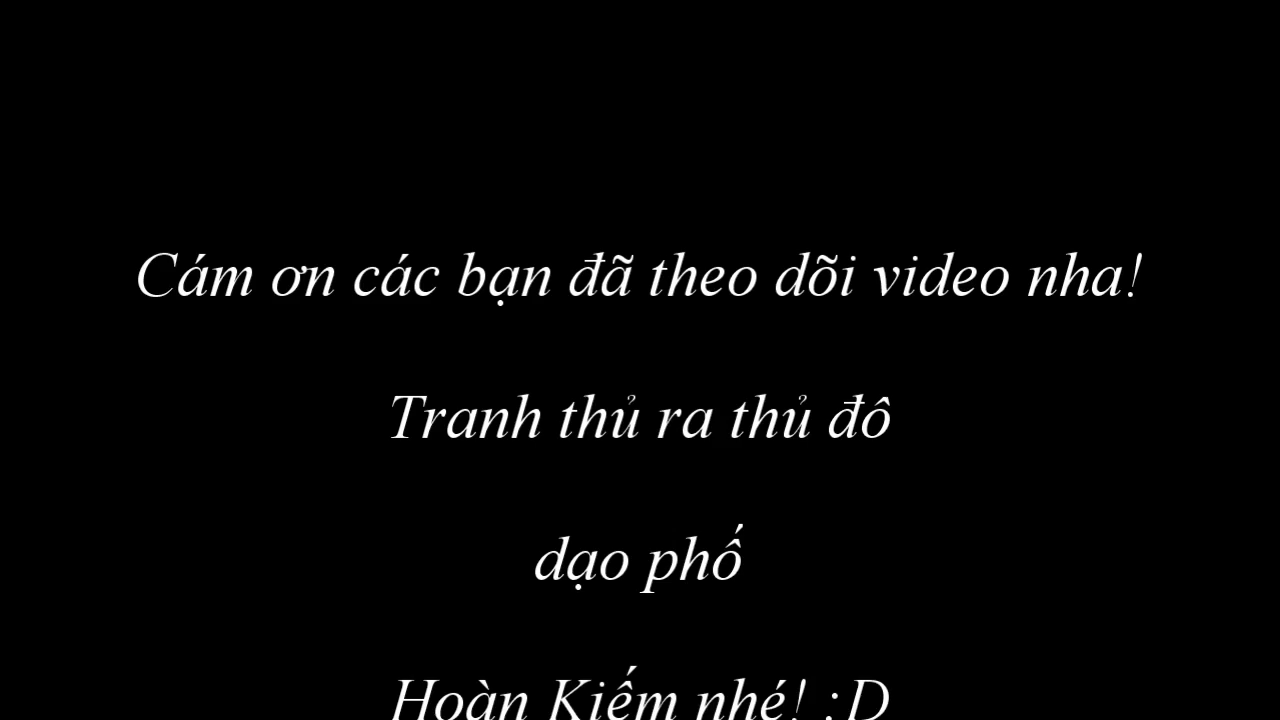 Cám ơn các bạn đã theo dõi video nha!
Tranh thủ ra thủ đô
dạo phố
Hoàn Kiếm nhé! :D